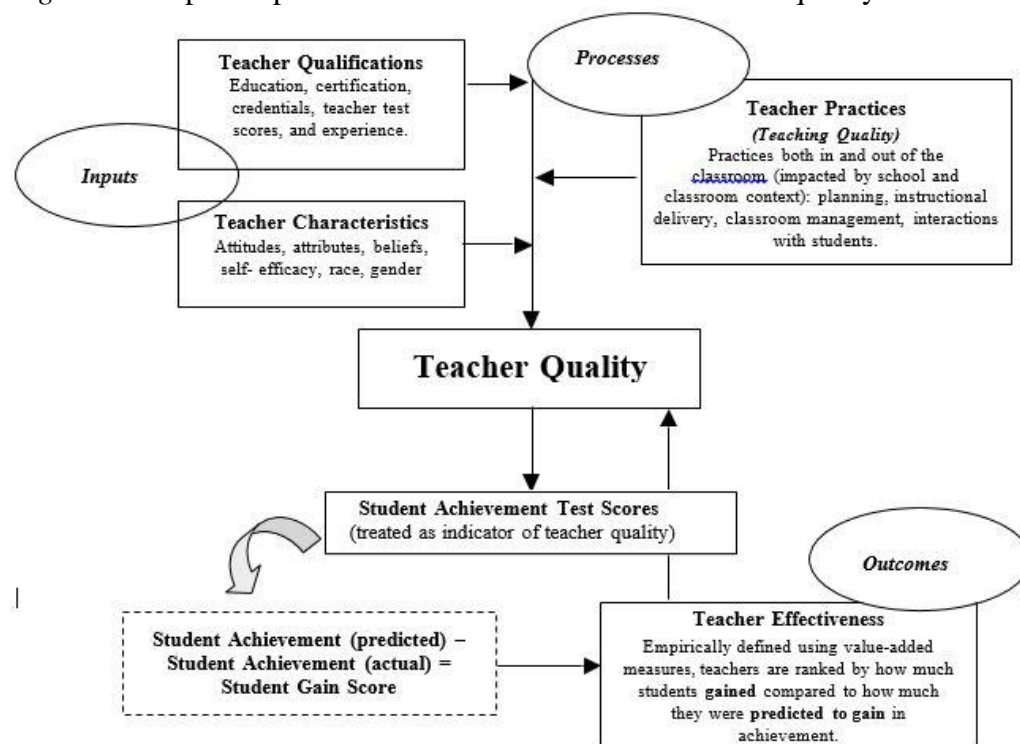 Teacher Qualifications
Education, certification,
credentials, teacher test
scores, and experience.
Processes
Teacher Practices
(Teaching Quality)
Practices both in and out of the
classroom (impacted by school and
classroom context): planning, instructional
delivery, classroom management, interactions
with students.
Inputs
Teacher Characteristics
Attitudes, attributes, beliefs,
self- efficacy, race, gender
Teacher Quality
Student Achievement Test Scores
(treated as indicator of teacher quality)
Outcomes
Student Achievement (predicted) –
Student Achievement (actual) =
Student Gain Score
Teacher Effectiveness
Empirically defined using value-added
measures, teachers are ranked by how much
students gained compared to how much
they were predicted to gain in
achievement.